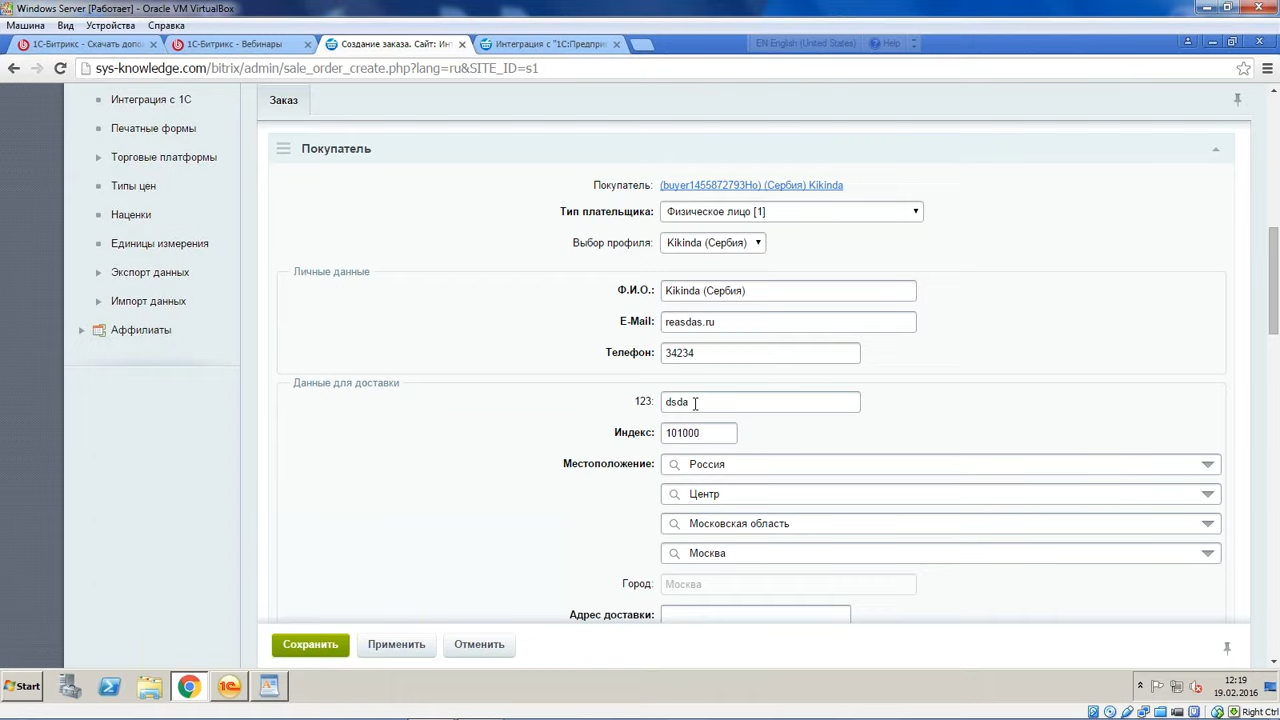 Windows Server [Работает] - Oracle VM VirtualBox
Машина Вид Устройства Справка
1С-Битрикс - Скачать допо
1С-Битрикс - Вебинары
Создание заказа. Сайт: Инт
Интеграция с "1С:Предпри
EN English (United States)
Help
sys-knowledge.com/bitrix/admin/sale_order_create.php?lang=ru&SITE_ID=s1
Интеграция с 1С
Печатные формы
Торговые платформы
Типы цен
Наценки
Единицы измерения
Экспорт данных
Импорт данных
Аффилиаты
Заказ
Покупатель
Покупатель: (buyer1455872793Ho) (Сербия) Kikinda
Тип плательщика: Физическое лицо [1]
Выбор профиля: Kikinda (Сербия)
Личные данные
Ф.И.О.: Kikinda (Сербия)
E-Mail: reasdas.ru
Телефон: 34234
Данные для доставки
123: dsda
Индекс: 101000
Местоположение: Россия
Центр
Московская область
Москва
Город: Москва
Адрес доставки:
Сохранить Применить Отменить
Start
12:19
19.02.2016
Right Ctrl